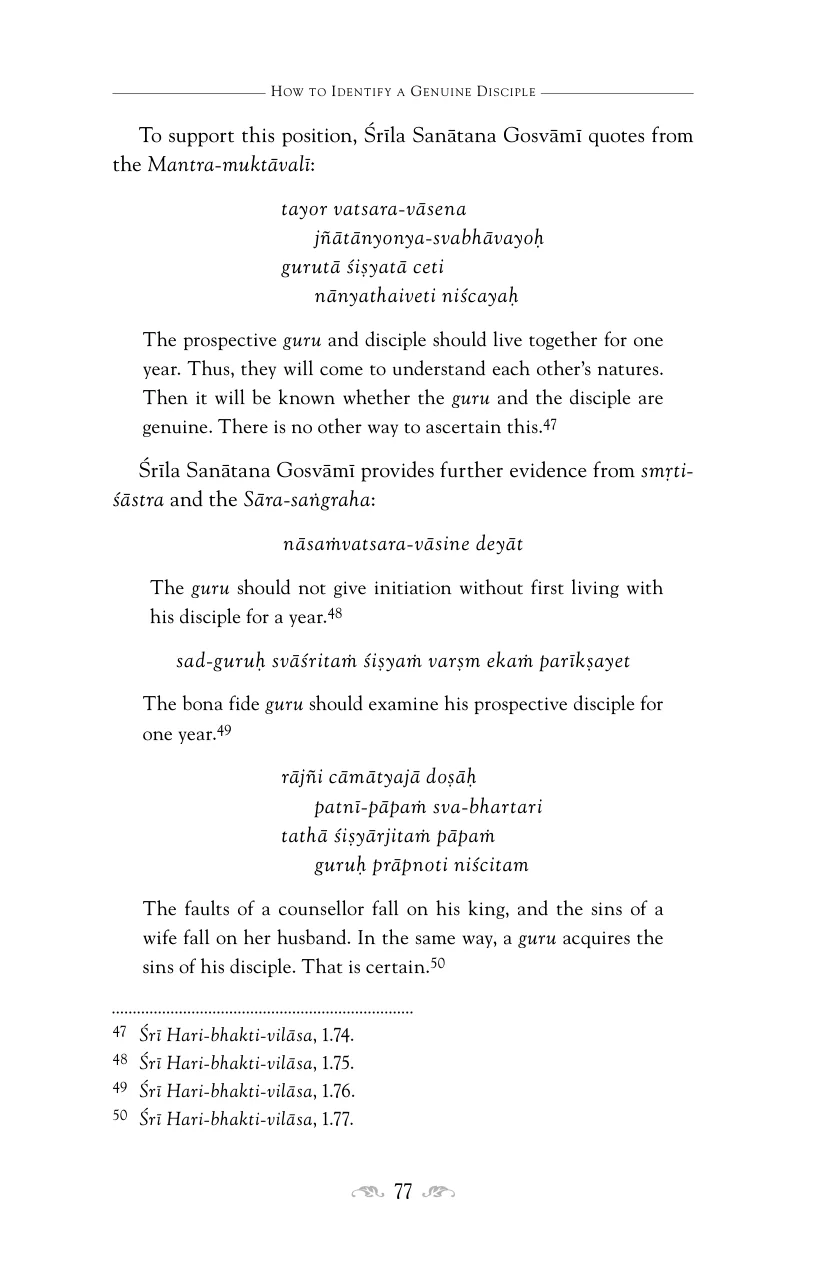 How to Identify a Genuine Disciple
To support this position, Śrīla Sanātana Gosvāmī quotes from
the Mantra-muktāvalī:
tayor vatsara-vāsena
jñātānyonya-svabhāvayoḥ
gurutā śiṣyatā ceti
nānyathaiveti niścayaḥ
The prospective guru and disciple should live together for one
year. Thus, they will come to understand each other’s natures.
Then it will be known whether the guru and the disciple are
genuine. There is no other way to ascertain this.47
Śrīla Sanātana Gosvāmī provides further evidence from smṛti-
śāstra and the Sāra-saṅgraha:
nāsaṁvatsara-vāsine deyāt
The guru should not give initiation without first living with
his disciple for a year.48
sad-guruḥ svāśritaṁ śiṣyaṁ varṣm ekaṁ parīkṣayet
The bona fide guru should examine his prospective disciple for
one year.49
rājñi cāmātyajā doṣāḥ
patnī-pāpaṁ sva-bhartari
tathā śiṣyārjitaṁ pāpaṁ
guruḥ prāpnoti niścitam
The faults of a counsellor fall on his king, and the sins of a
wife fall on her husband. In the same way, a guru acquires the
sins of his disciple. That is certain.50
47 Śrī Hari-bhakti-vilāsa, 1.74.
48 Śrī Hari-bhakti-vilāsa, 1.75.
49 Śrī Hari-bhakti-vilāsa, 1.76.
50 Śrī Hari-bhakti-vilāsa, 1.77.
77